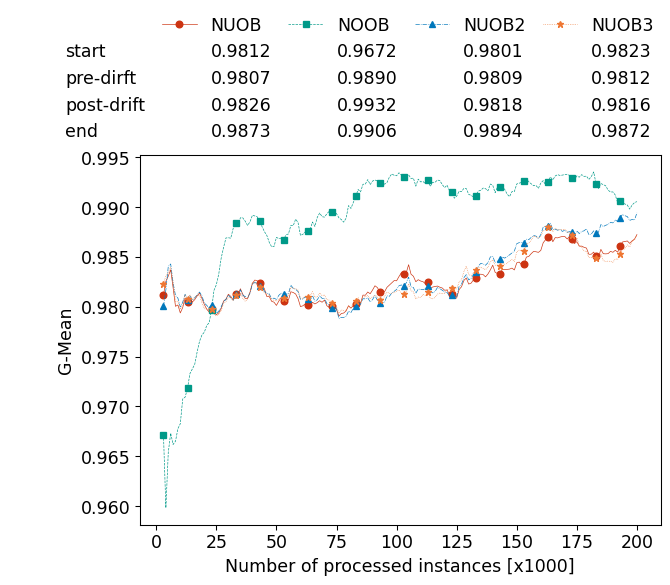 NUOB NOOB NUOB2 NUOB3
start 0.9812 0.9672 0.9801 0.9823
pre-dirft 0.9807 0.9890 0.9809 0.9812
post-drift 0.9826 0.9932 0.9818 0.9816
end 0.9873 0.9906 0.9894 0.9872
0.995
0.990
0.985
0.980
0.975
0.970
0.965
0.960
G-Mean
0 25 50 75 100 125 150 175 200
Number of processed instances [x1000]